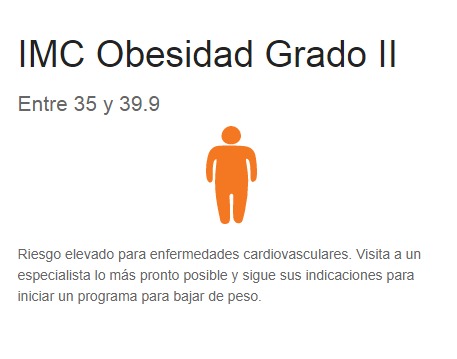 IMC Obesidad Grado II
Entre 35 y 39.9
Riesgo elevado para enfermedades cardiovasculares. Visita a un
especialista lo más pronto posible y sigue sus indicaciones para
iniciar un programa para bajar de peso.